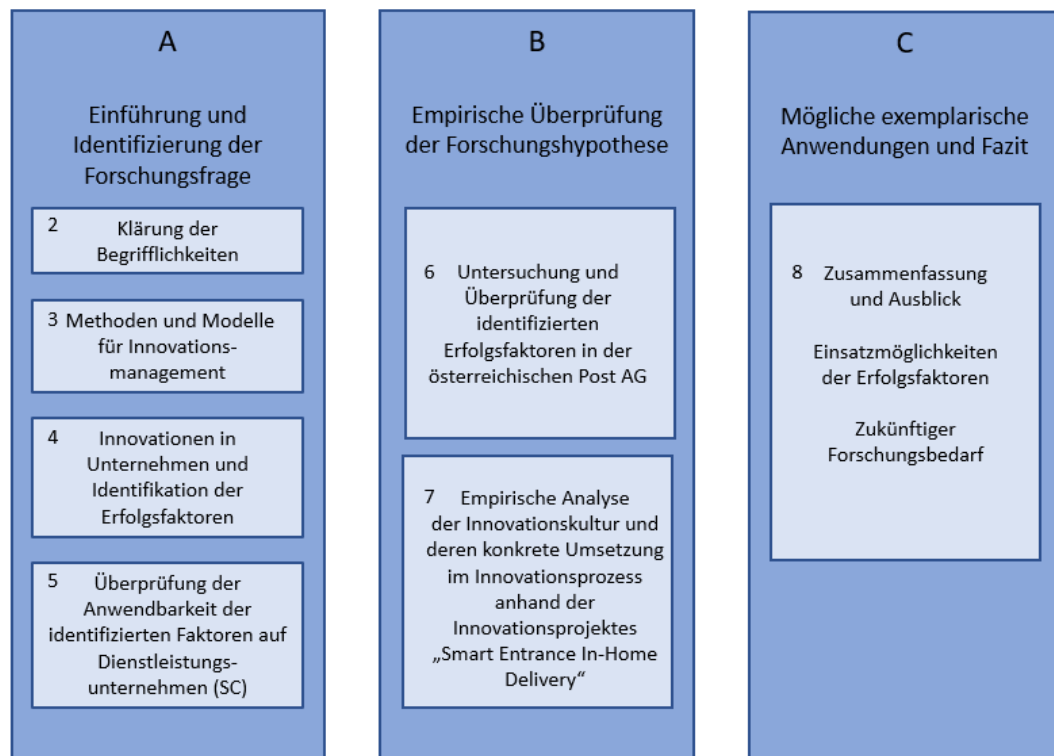 A
Einführung und
Identifizierung der
Forschungsfrage
2 Klärung der
Begrifflichkeiten
3 Methoden und Modelle
für Innovations-
management
4 Innovationen in
Unternehmen und
Identifikation der
Erfolgsfaktoren
5 Überprüfung der
Anwendbarkeit der
identifizierten Faktoren auf
Dienstleistungs-
unternehmen (SC)
B
Empirische Überprüfung
der Forschungshypothese
6 Untersuchung und
Überprüfung der
identifizierten
Erfolgsfaktoren in der
österreichischen Post AG
7 Empirische Analyse
der Innovationskultur und
deren konkrete Umsetzung
im Innovationsprozess
anhand der
Innovationsprojektes
„Smart Entrance In-Home
Delivery“
C
Mögliche exemplarische
Anwendungen und Fazit
8 Zusammenfassung
und Ausblick
Einsatzmöglichkeiten
der Erfolgsfaktoren
Zukünftiger
Forschungsbedarf